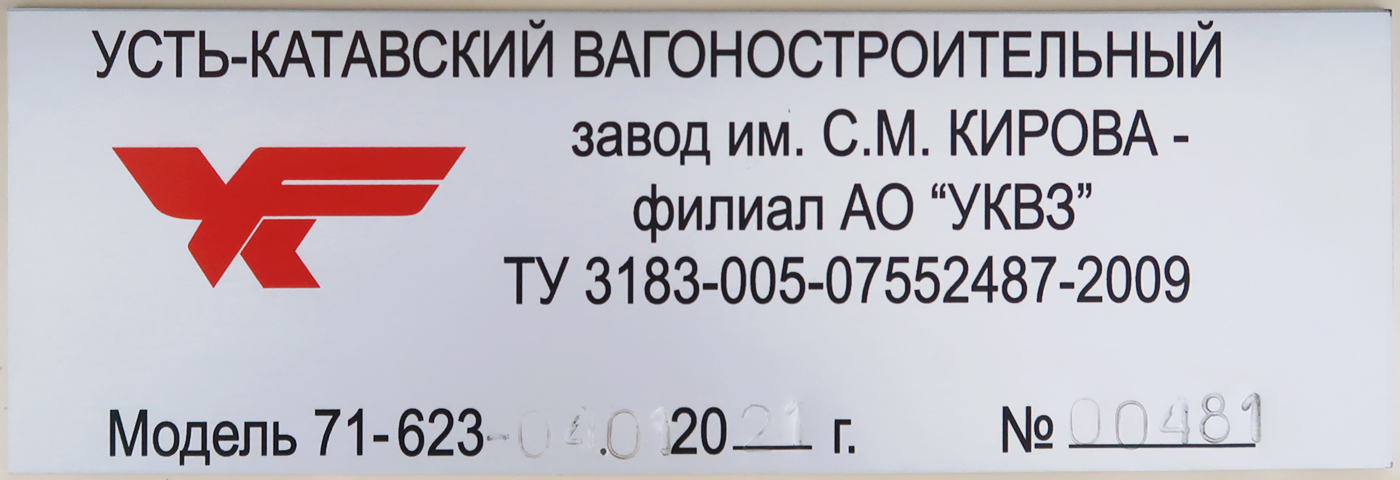 УСТЬ-КАТАВСКИЙ ВАГОНОСТРОИТЕЛЬНЫЙ
завод им. С.М. КИРОВА -
филиал АО “УКВЗ”
ТУ 3183-005-07552487-2009
Модель 71-623-04.01 2021 г. № 00481